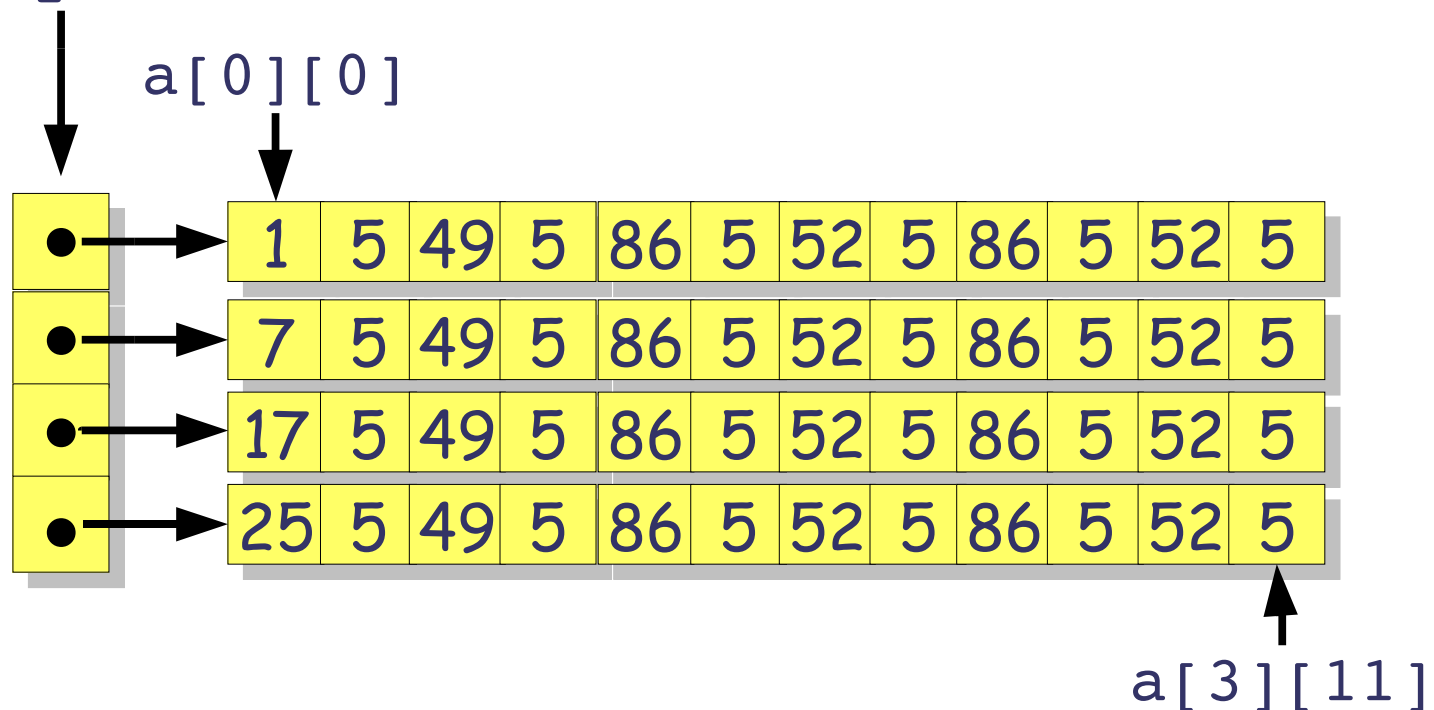 a[0][0]
1 5 49 5 86 5 52 5 86 5 52 5
7 5 49 5 86 5 52 5 86 5 52 5
17 5 49 5 86 5 52 5 86 5 52 5
25 5 49 5 86 5 52 5 86 5 52 5
a[3][11]